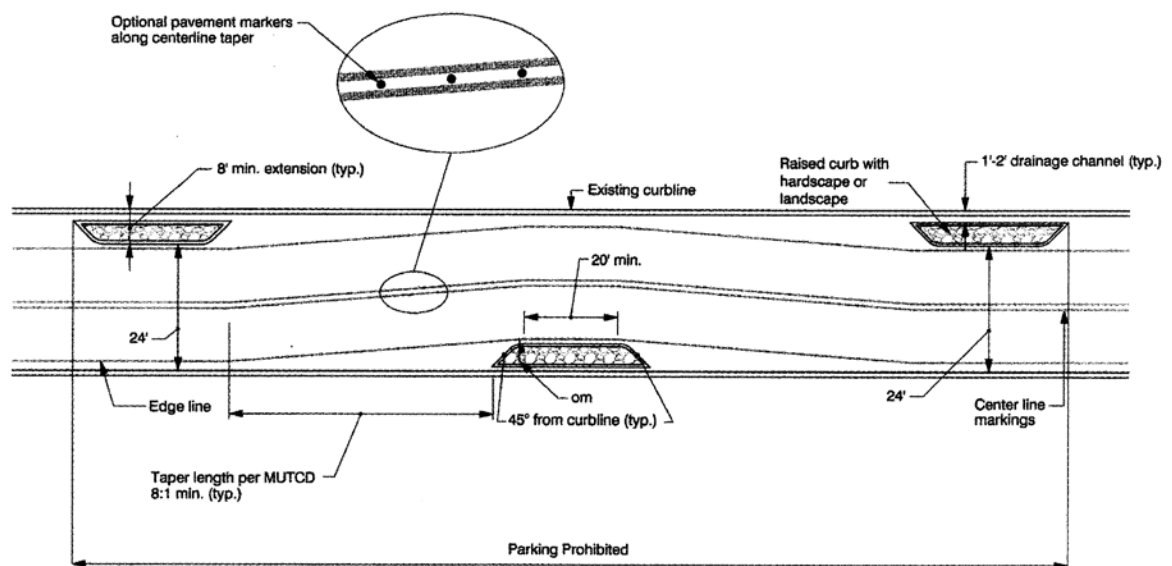 Optional pavement markers
along centerline taper
8' min. extension (typ.)
Existing curbline
Raised curb with
hardscape or
landscape
1'-2' drainage channel (typ.)
20' min.
24'
24'
Edge line
om
45° from curbline (typ.)
Center line
markings
Taper length per MUTCD
8:1 min. (typ.)
Parking Prohibited